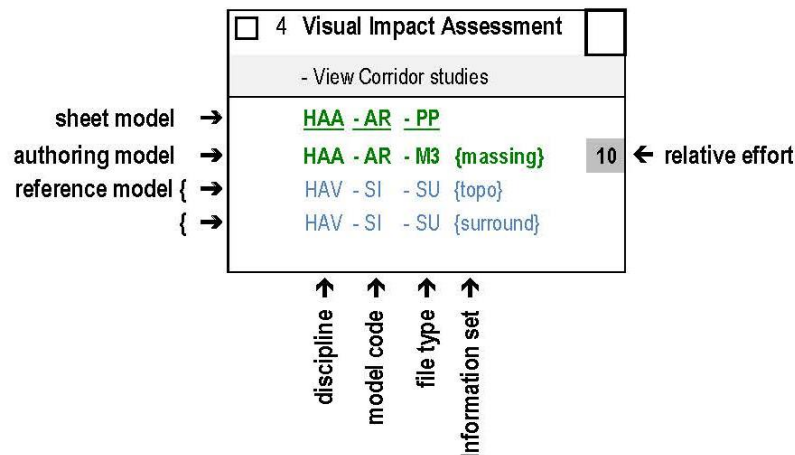 4 Visual Impact Assessment
- View Corridor studies
sheet model → HAA - AR - PP
authoring model → HAA - AR - M3 {massing} 10 ← relative effort
reference model { → HAV - SI - SU {topo}
{ → HAV - SI - SU {surround}
↑ ↑ ↑ ↑
discipline
model code
file type
Information set